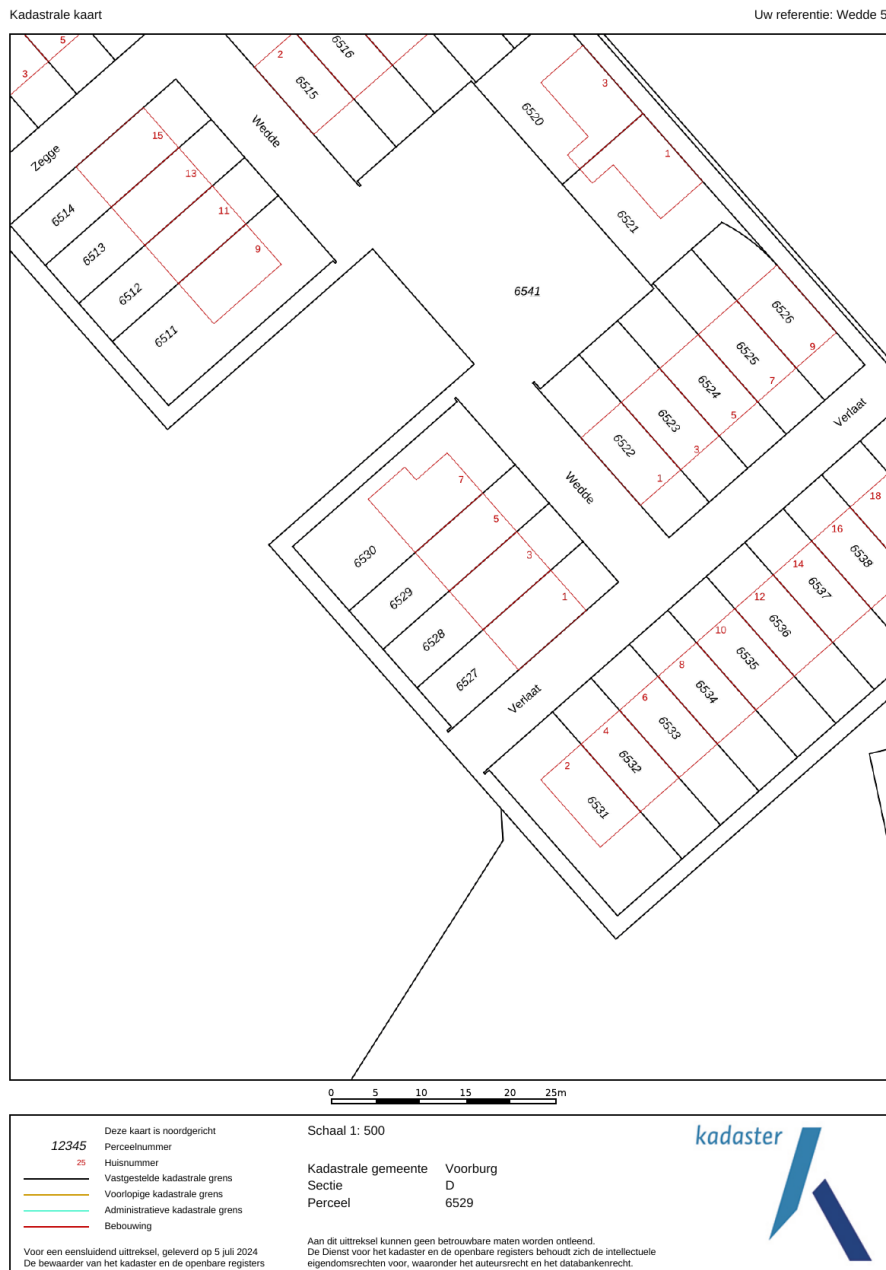 Kadastrale kaart
Uw referentie: Wedde 5
5
3
2
6516
6515
Wedde
3
6520
1
6521
Zegge
15
13
11
9
6514
6513
6512
6511
6541
6526
6525
6524
6523
6522
9
7
5
3
1
Verlaat
Wedde
7
5
3
1
6530
6529
6528
6527
Verlaat
18
16
14
12
10
8
6
4
2
6538
6537
6536
6535
6534
6533
6532
6531
0 5 10 15 20 25m
Deze kaart is noordgericht
12345 Perceelnummer
25 Huisnummer
Vastgestelde kadastrale grens
Voorlopige kadastrale grens
Administratieve kadastrale grens
Bebouwing
Voor een eensluidend uittreksel, geleverd op 5 juli 2024
De bewaarder van het kadaster en de openbare registers
Schaal 1: 500
Kadastrale gemeente Voorburg
Sectie D
Perceel 6529
Aan dit uittreksel kunnen geen betrouwbare maten worden ontleend.
De Dienst voor het kadaster en de openbare registers behoudt zich de intellectuele
eigendomsrechten voor, waaronder het auteursrecht en het databankenrecht.
kadaster